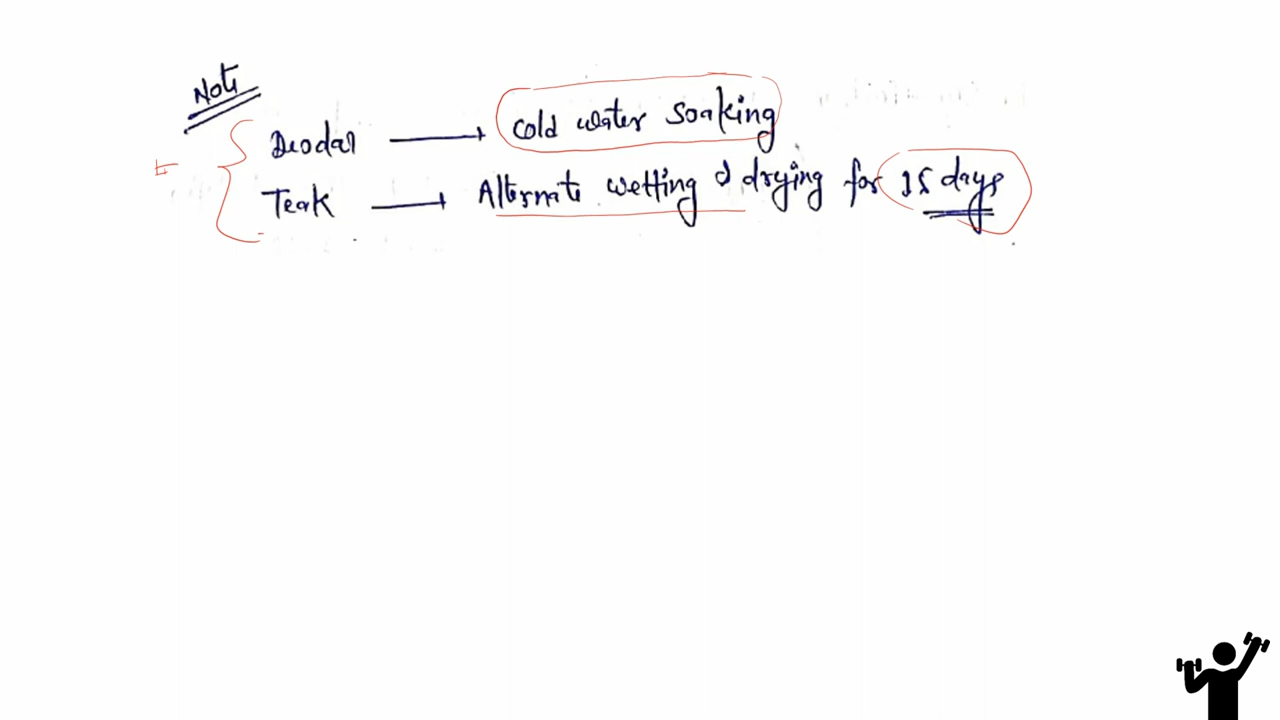 Note
Deodar → cold water soaking
Teak → Alternate wetting & drying for 15 days